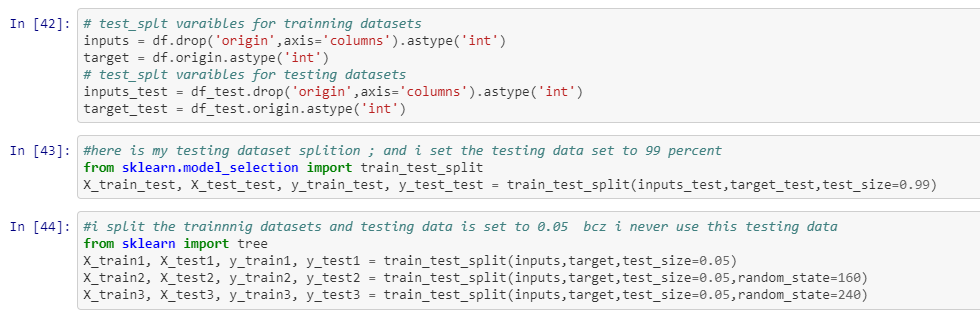 In [42]: # test_splt varaibles for trainning datasets
inputs = df.drop('origin',axis='columns').astype('int')
target = df.origin.astype('int')
# test_splt varaibles for testing datasets
inputs_test = df_test.drop('origin',axis='columns').astype('int')
target_test = df_test.origin.astype('int')
In [43]: #here is my testing dataset splition ; and i set the testing data set to 99 percent
from sklearn.model_selection import train_test_split
X_train_test, X_test_test, y_train_test, y_test_test = train_test_split(inputs_test,target_test,test_size=0.99)
In [44]: #i split the trainnnig datasets and testing data is set to 0.05  bcz i never use this testing data
from sklearn import tree
X_train1, X_test1, y_train1, y_test1 = train_test_split(inputs,target,test_size=0.05)
X_train2, X_test2, y_train2, y_test2 = train_test_split(inputs,target,test_size=0.05,random_state=160)
X_train3, X_test3, y_train3, y_test3 = train_test_split(inputs,target,test_size=0.05,random_state=240)